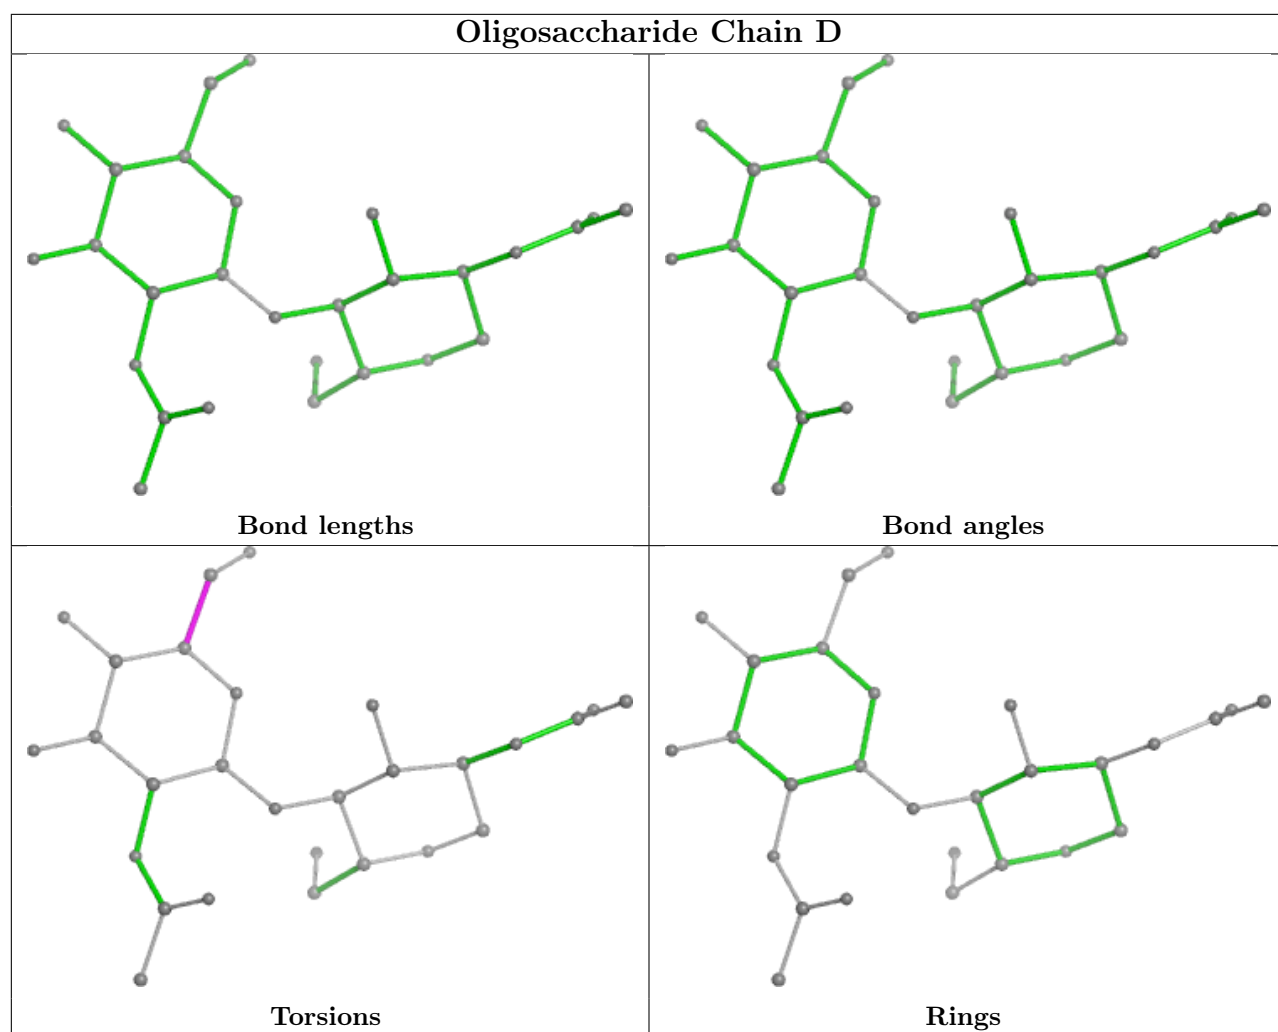 Oligosaccharide Chain D
Bond lengths
Bond angles
Torsions
Rings